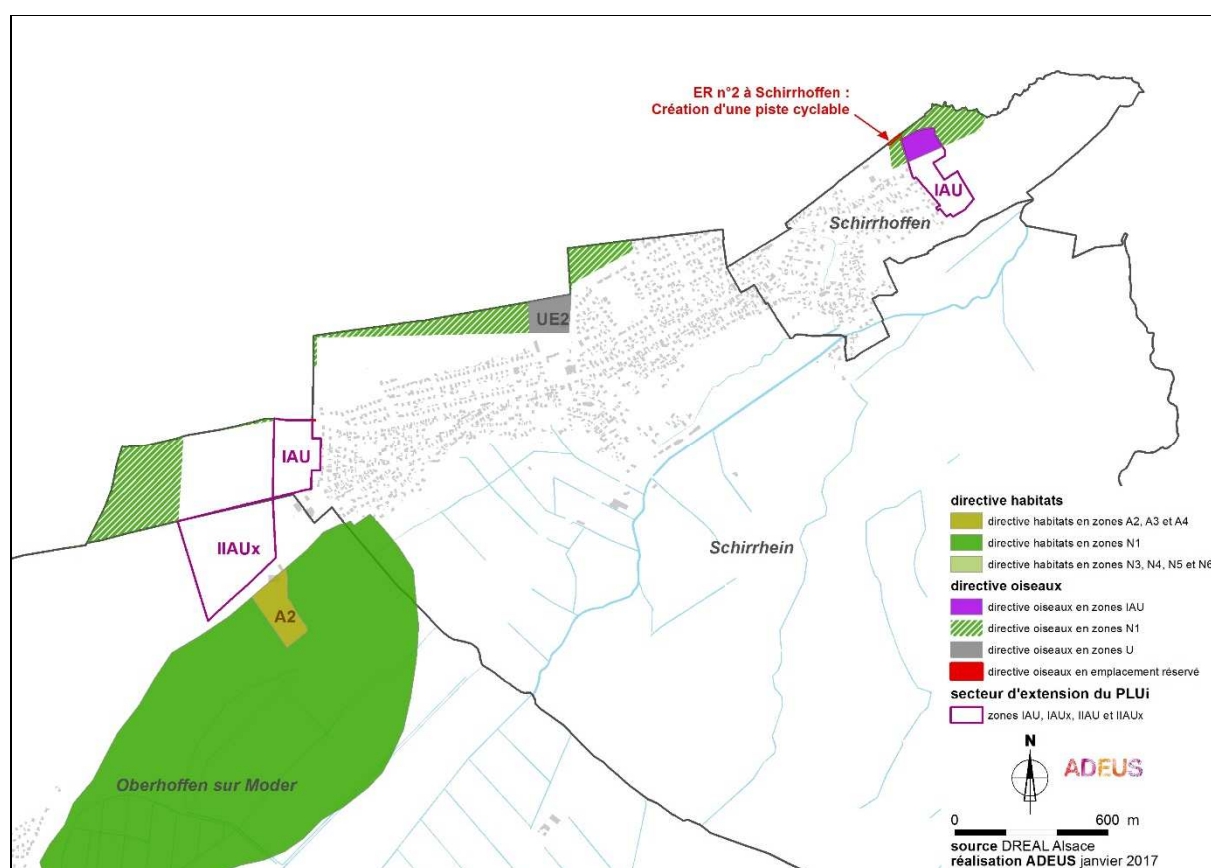 ER n°2 à Schirrhoffen :
Création d'une piste cyclable
IAU
Schirrhoffen
UE2
IAU
IIAUx
Schirrhein
A2
Oberhoffen sur Moder
directive habitats
directive habitats en zones A2, A3 et A4
directive habitats en zones N1
directive habitats en zones N3, N4, N5 et N6
directive oiseaux
directive oiseaux en zones IAU
directive oiseaux en zones N1
directive oiseaux en zones U
directive oiseaux en emplacement réservé
secteur d'extension du PLUi
zones IAU, IAUx, IIAU et IIAUx
N
ADEUS
0 600 m
source DREAL Alsace
réalisation ADEUS janvier 2017